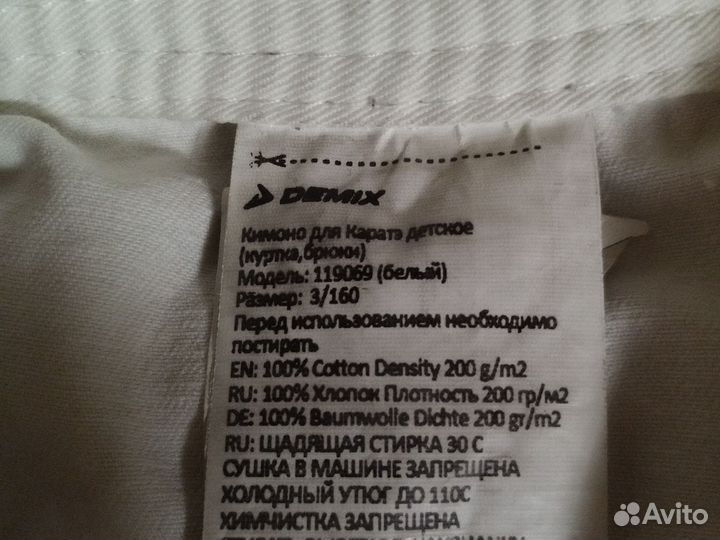 DEMIX
Кимоно для Каратэ детское
(куртка,брюки)
Модель: 119069 (белый)
Размер: 3/160
Перед использованием необходимо
постирать
EN: 100% Cotton Density 200 g/m2
RU: 100% Хлопок Плотность 200 гр/м2
DE: 100% Baumwolle Dichte 200 gr/m2
RU: ЩАДЯЩАЯ СТИРКА 30 С
СУШКА В МАШИНЕ ЗАПРЕЩЕНА
ХОЛОДНЫЙ УТЮГ ДО 110С
ХИМЧИСТКА ЗАПРЕЩЕНА
Avito